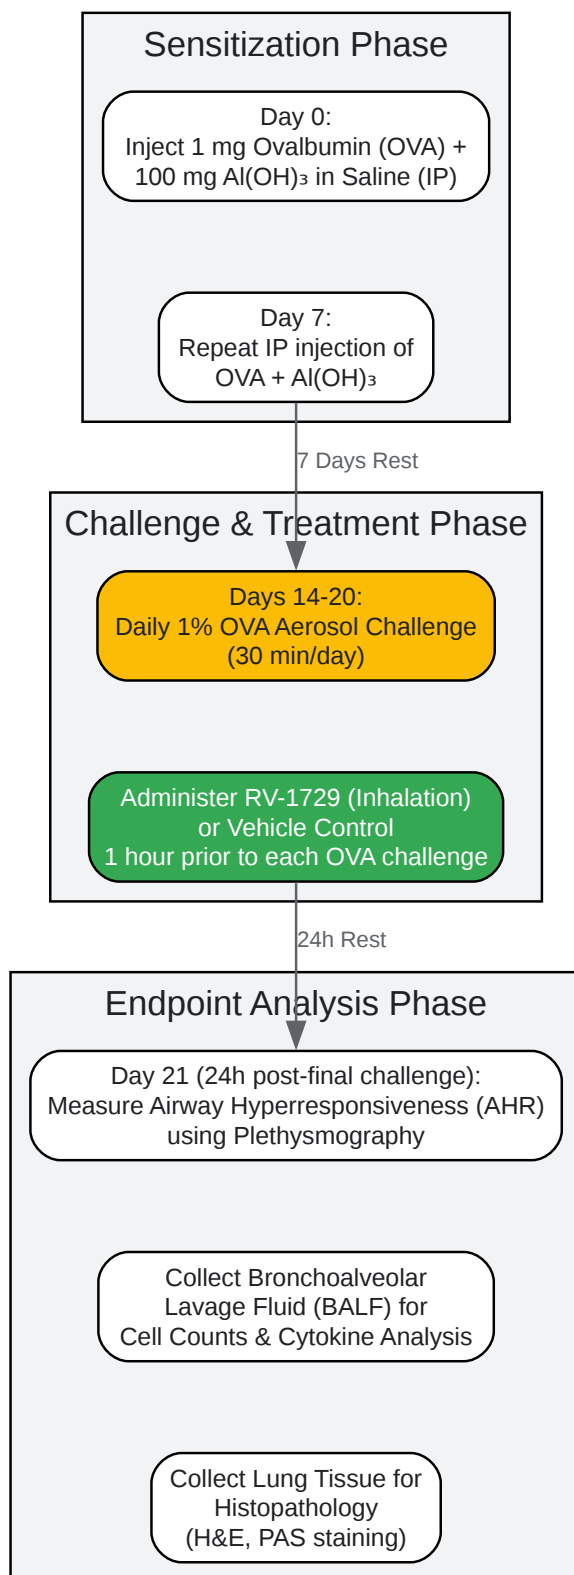 Sensitization Phase
Day 0:
Inject 1 mg Ovalbumin (OVA) +
100 mg Al(OH)₃ in Saline (IP)
Day 7:
Repeat IP injection of
OVA + Al(OH)₃
7 Days Rest
Challenge & Treatment Phase
Days 14-20:
Daily 1% OVA Aerosol Challenge
(30 min/day)
Administer RV-1729 (Inhalation)
or Vehicle Control
1 hour prior to each OVA challenge
24h Rest
Endpoint Analysis Phase
Day 21 (24h post-final challenge):
Measure Airway Hyperresponsiveness (AHR)
using Plethysmography
Collect Bronchoalveolar
Lavage Fluid (BALF) for
Cell Counts & Cytokine Analysis
Collect Lung Tissue for
Histopathology
(H&E, PAS staining)